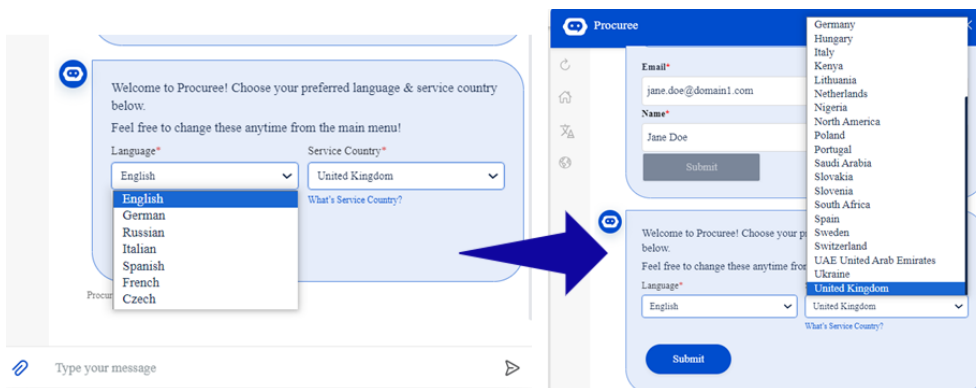 Welcome to Procuree! Choose your preferred language & service country
below.
Feel free to change these anytime from the main menu!
Language*
Service Country*
English
United Kingdom
What's Service Country?
English
German
Russian
Italian
Spanish
French
Czech
Type your message
Procuree
Email*
jane.doe@domain1.com
Name*
Jane Doe
Submit
Germany
Hungary
Italy
Kenya
Lithuania
Netherlands
Nigeria
North America
Poland
Portugal
Saudi Arabia
Slovakia
Slovenia
South Africa
Spain
Sweden
Switzerland
UAE United Arab Emirates
Ukraine
United Kingdom
Welcome to Procuree! Choose your
below.
Feel free to change these anytime
Language*
English
United Kingdom
What's Service Country?
Submit